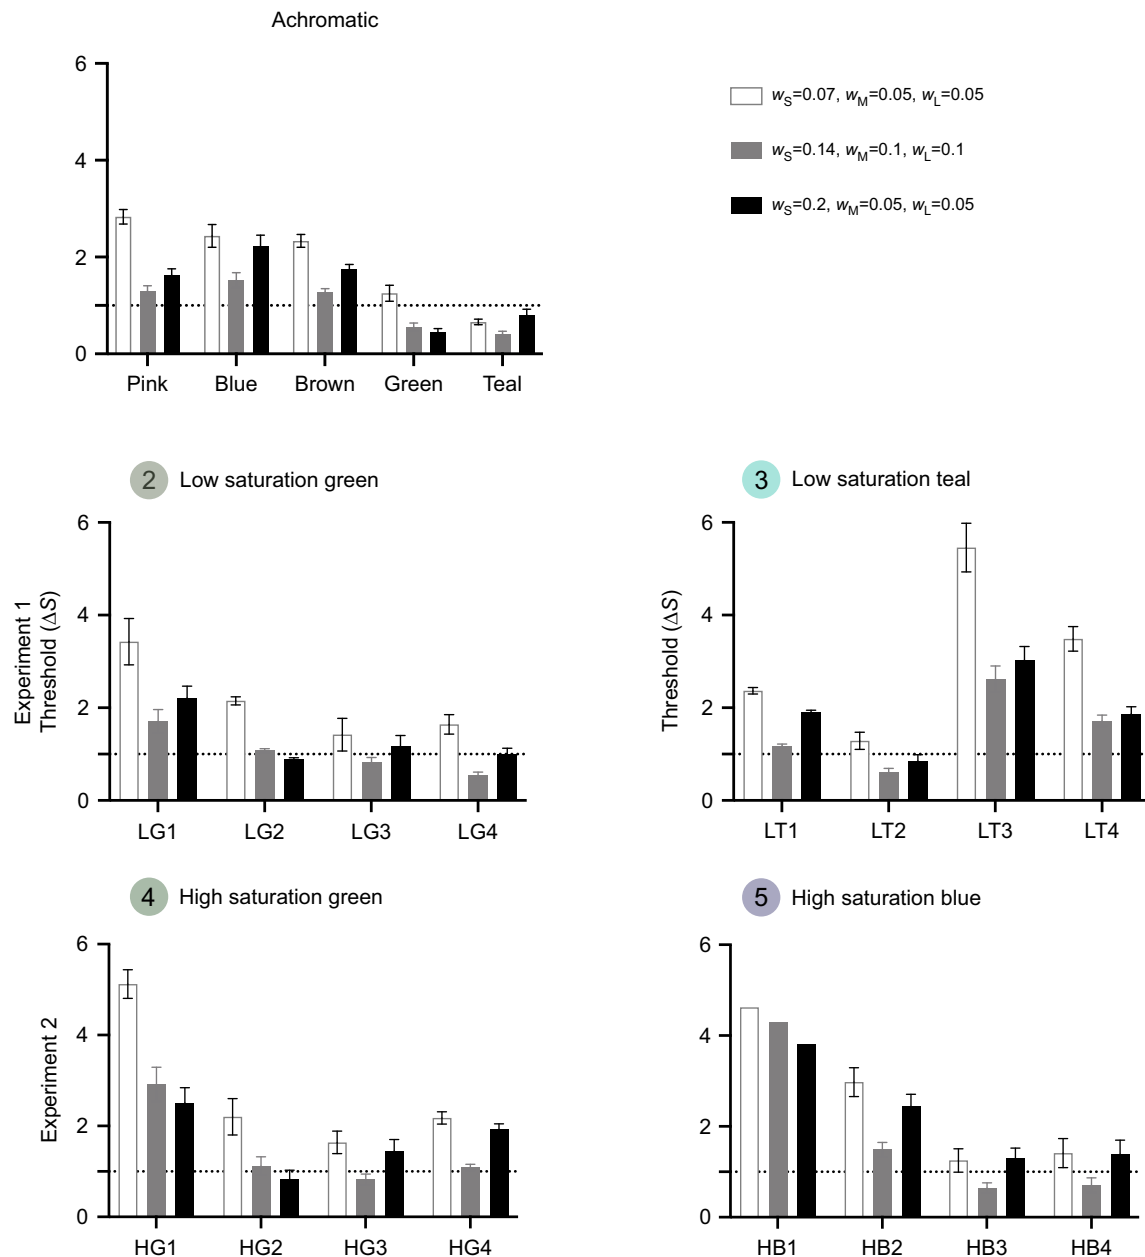 Achromatic
6
4
2
0
Pink Blue Brown Green Teal
wS=0.07, wM=0.05, wL=0.05
wS=0.14, wM=0.1, wL=0.1
wS=0.2, wM=0.05, wL=0.05
2 Low saturation green
Experiment 1
Threshold (ΔS)
6
4
2
0
LG1 LG2 LG3 LG4
3 Low saturation teal
Threshold (ΔS)
6
4
2
0
LT1 LT2 LT3 LT4
4 High saturation green
Experiment 2
6
4
2
0
HG1 HG2 HG3 HG4
5 High saturation blue
6
4
2
0
HB1 HB2 HB3 HB4